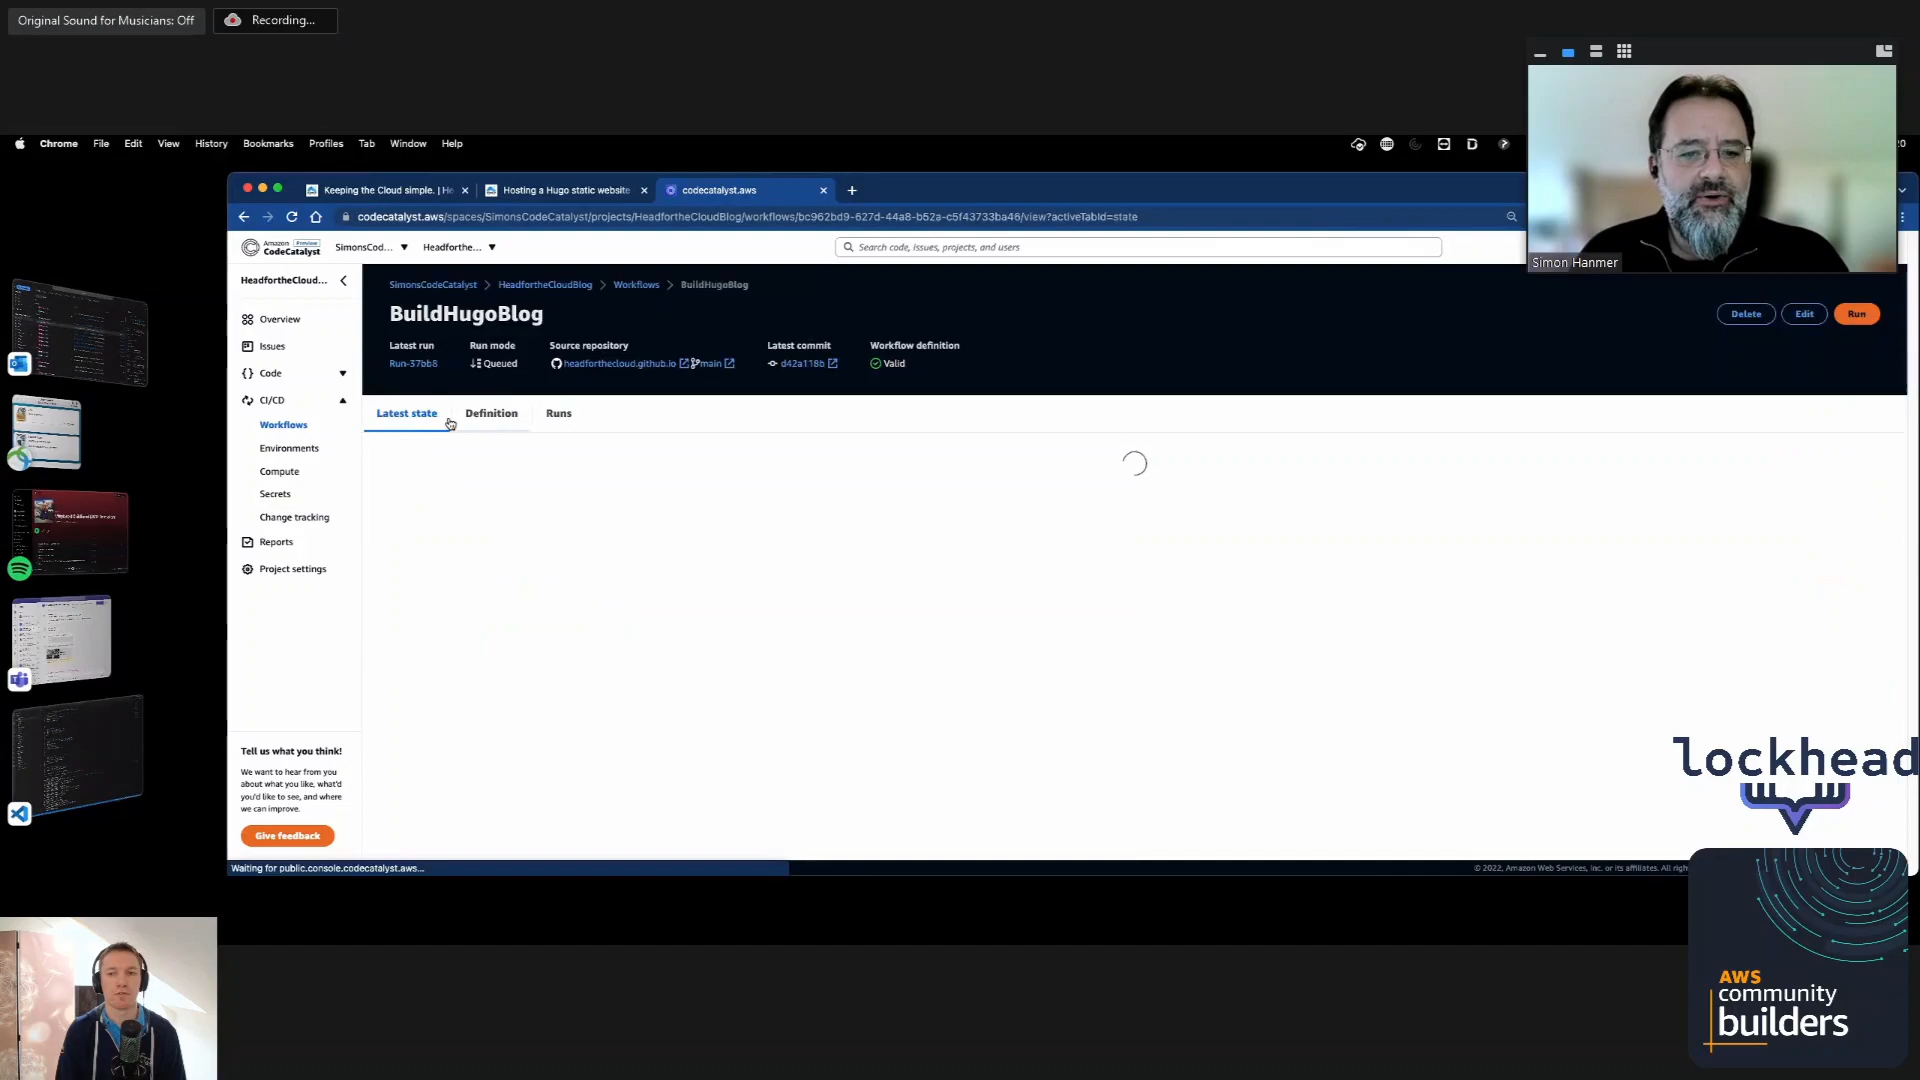 Original Sound for Musicians: Off
Recording...
Chrome File Edit View History Bookmarks Profiles Tab Window Help
Simon Hanmer
Keeping the Cloud simple. | He
Hosting a Hugo static website
codecatalyst.aws
codecatalyst.aws/spaces/SimonsCodeCatalyst/projects/HeadfortheCloudBlog/workflows/bc962bd9-627d-44a8-b52a-c5f43733ba46/view?activeTabId=state
Amazon Preview
CodeCatalyst
SimonsCod...
Headforthe...
Search code, issues, projects, and users
HeadfortheCloud...
Overview
Issues
Code
CI/CD
Workflows
Environments
Compute
Secrets
Change tracking
Reports
Project settings
Tell us what you think!
We want to hear from you
about what you like, what'd
you'd like to see, and where
we can improve.
Give feedback
SimonsCodeCatalyst > HeadfortheCloudBlog > Workflows > BuildHugoBlog
BuildHugoBlog
Delete Edit Run
Latest run
Run-37bb8
Run mode
Queued
Source repository
headforthecloud.github.io main
Latest commit
d42a118b
Workflow definition
Valid
Latest state Definition Runs
Waiting for public.console.codecatalyst.aws...
© 2022, Amazon Web Services, Inc. or its affiliates. All righ
lockhead
AWS
community
builders